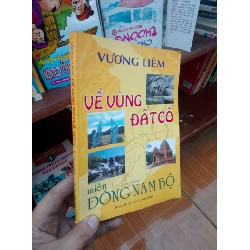 VƯƠNG LIÊM
VỀ VÙNG
ĐẤT CỔ
miền
ĐÔNG NAM BỘ